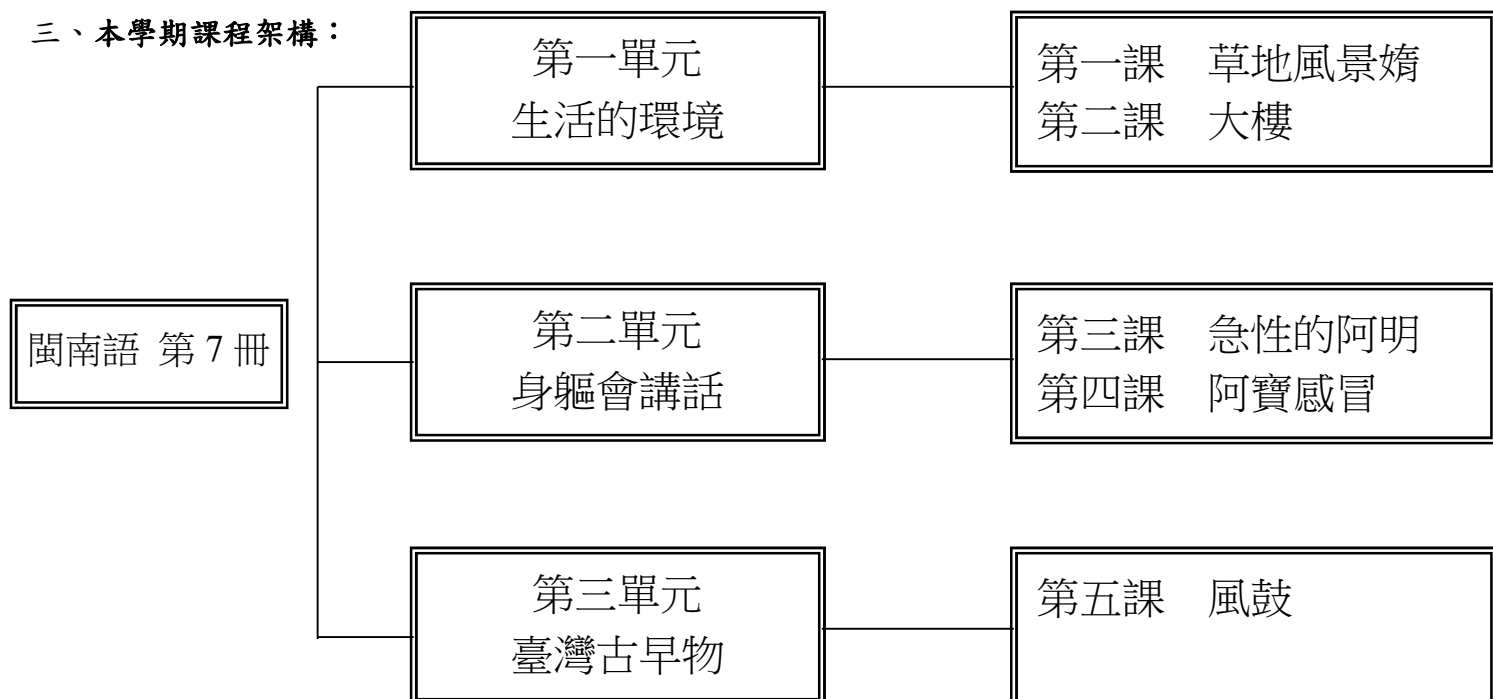 三、本學期課程架構：
閩南語 第 7 冊
第一單元
生活的環境
第一課　草地風景媠
第二課　大樓
第二單元
身軀會講話
第三課　急性的阿明
第四課　阿寶感冒
第三單元
臺灣古早物
第五課　風鼓